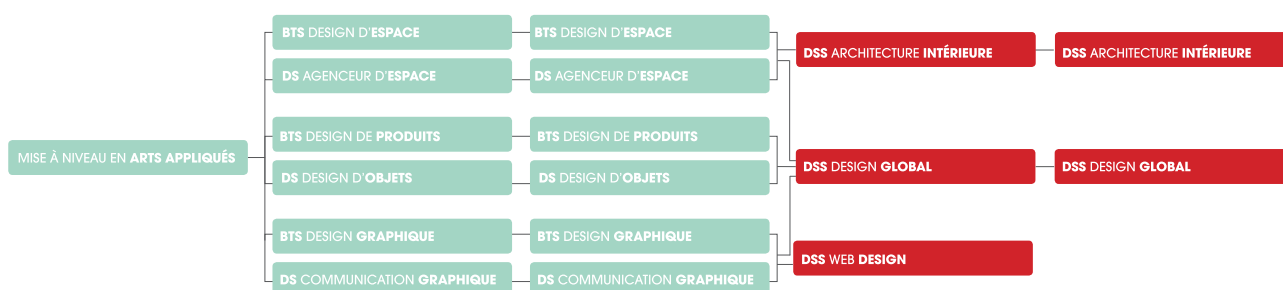 BTS DESIGN D'ESPACE
BTS DESIGN D'ESPACE
DSS ARCHITECTURE INTÉRIEURE
DSS ARCHITECTURE INTÉRIEURE
DS AGENCEUR D'ESPACE
DS AGENCEUR D'ESPACE
BTS DESIGN DE PRODUITS
BTS DESIGN DE PRODUITS
MISE À NIVEAU EN ARTS APPLIQUÉS
DSS DESIGN GLOBAL
DSS DESIGN GLOBAL
DS DESIGN D'OBJETS
DS DESIGN D'OBJETS
BTS DESIGN GRAPHIQUE
BTS DESIGN GRAPHIQUE
DSS WEB DESIGN
DS COMMUNICATION GRAPHIQUE
DS COMMUNICATION GRAPHIQUE